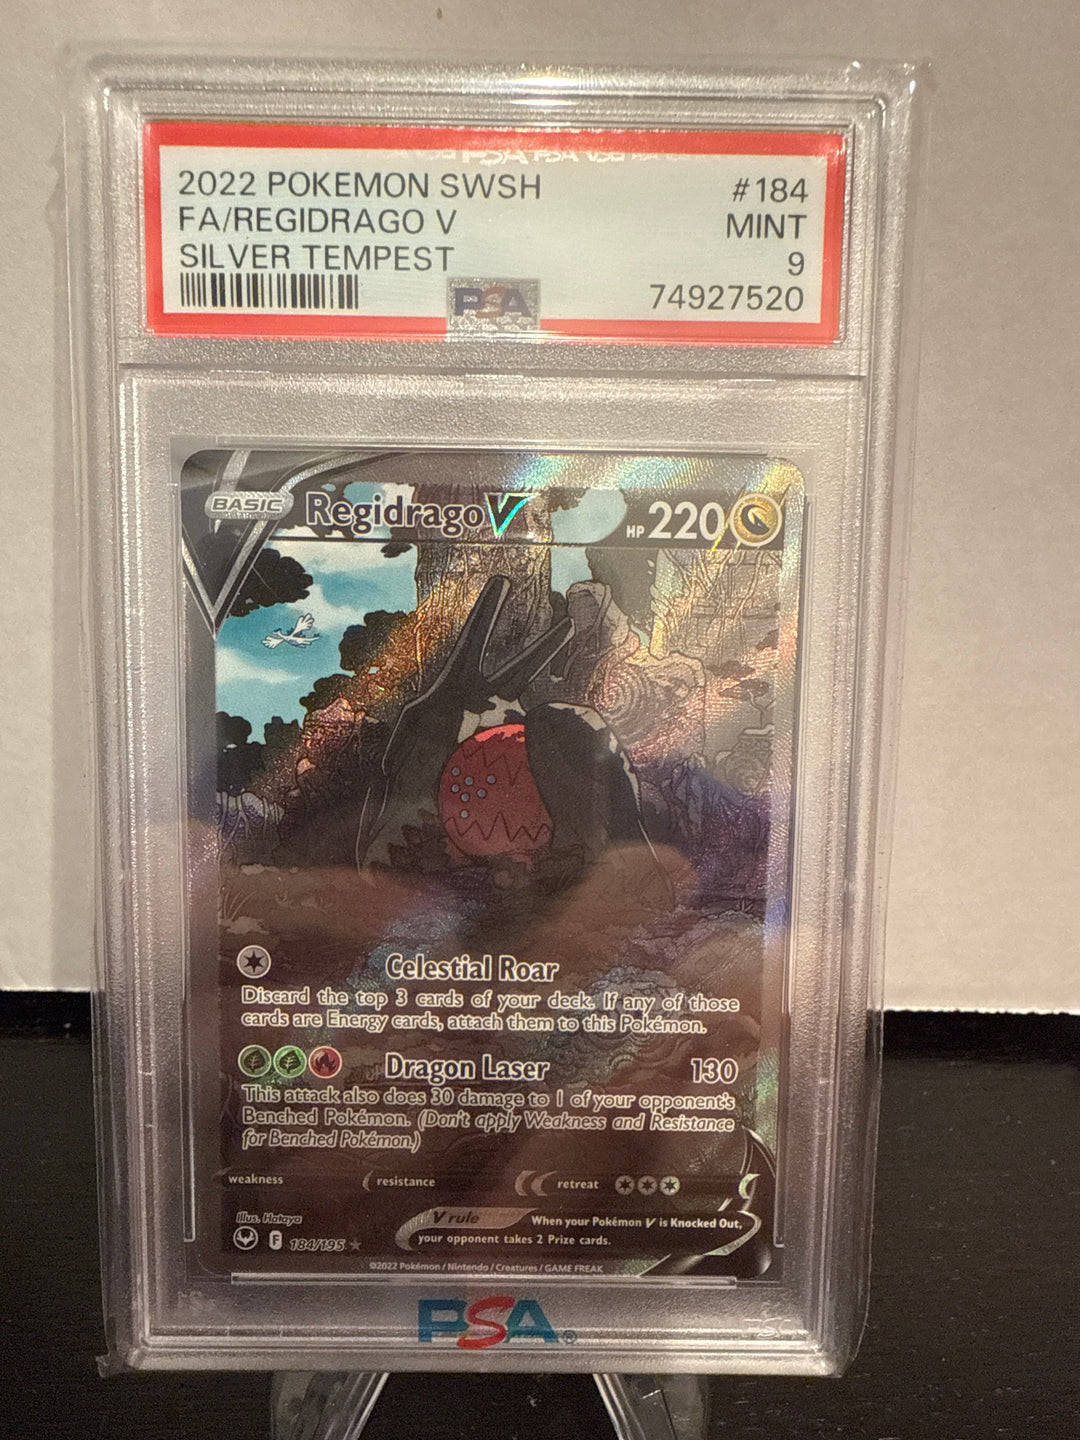 2022 POKEMON SWSH #184
FA/REGIDRAGO V MINT
SILVER TEMPEST 9
74927520
PSA
BASIC Regidrago V HP 220
Celestial Roar
Discard the top 3 cards of your deck. If any of those
cards are Energy cards, attach them to this Pokémon.
Dragon Laser 130
This attack also does 30 damage to 1 of your opponent's
Benched Pokémon. (Don't apply Weakness and Resistance
for Benched Pokémon.)
weakness resistance retreat
Illus. Hataya
V rule When your Pokémon V is Knocked Out,
your opponent takes 2 Prize cards.
F 184/195 ★
©2022 Pokémon / Nintendo / Creatures / GAME FREAK
PSA®